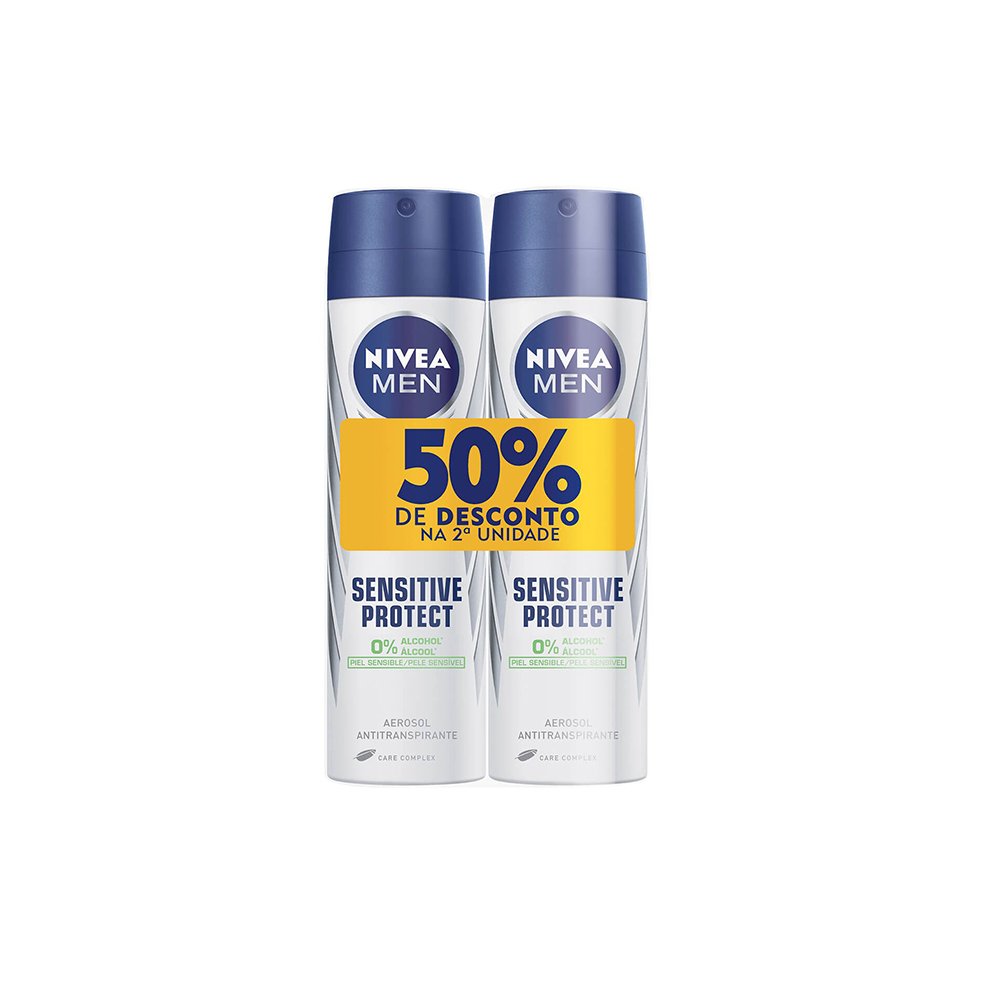 NIVEA
MEN
NIVEA
MEN
50%
DE DESCONTO
NA 2ª UNIDADE
SENSITIVE
PROTECT
0% ALCOHOL*
ÁLCOOL*
PIEL SENSIBLE/PELE SENSÍVEL
AEROSOL
ANTITRANSPIRANTE
CARE COMPLEX
SENSITIVE
PROTECT
0% ALCOHOL*
ÁLCOOL*
PIEL SENSIBLE/PELE SENSÍVEL
AEROSOL
ANTITRANSPIRANTE
CARE COMPLEX